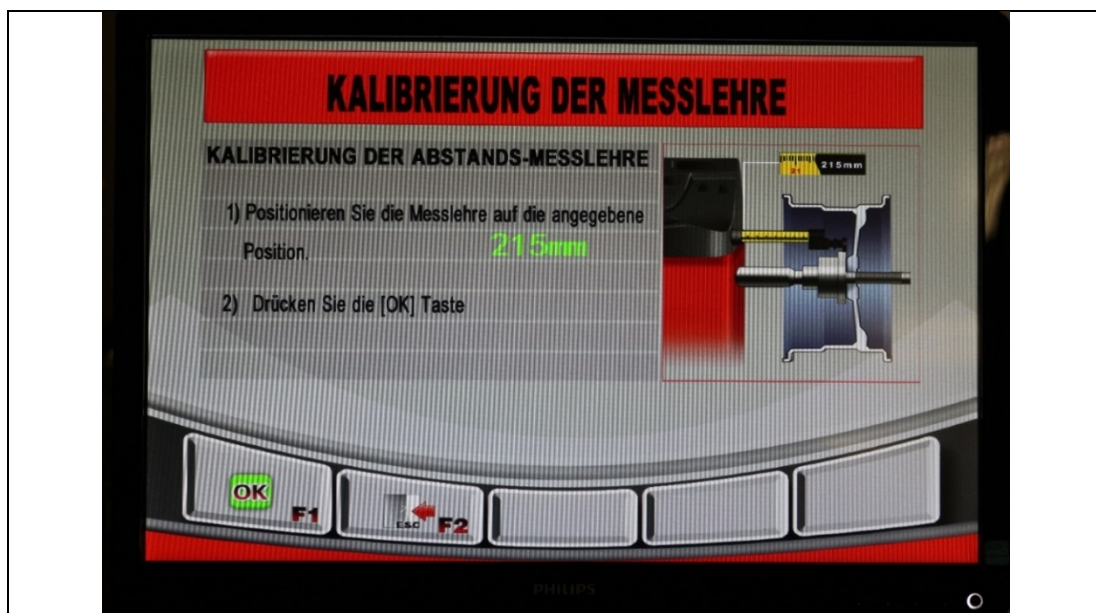 KALIBRIERUNG DER MESSLEHRE
KALIBRIERUNG DER ABSTANDS-MESSLEHRE
1) Positionieren Sie die Messlehre auf die angegebene
Position.
215mm
2) Drücken Sie die [OK] Taste
21
215mm
OK
F1
ESC
F2
PHILIPS